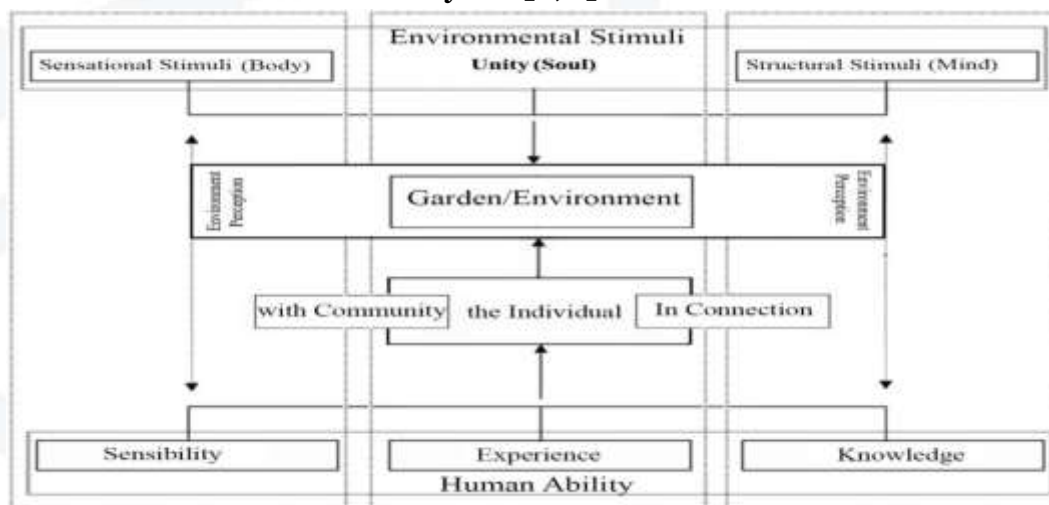 Environmental Stimuli
Sensational Stimuli (Body)
Unity (Soul)
Structural Stimuli (Mind)
Environment
Perception
Garden/Environment
Environment
Perception
with Community
the Individual
In Connection
Sensibility
Experience
Knowledge
Human Ability